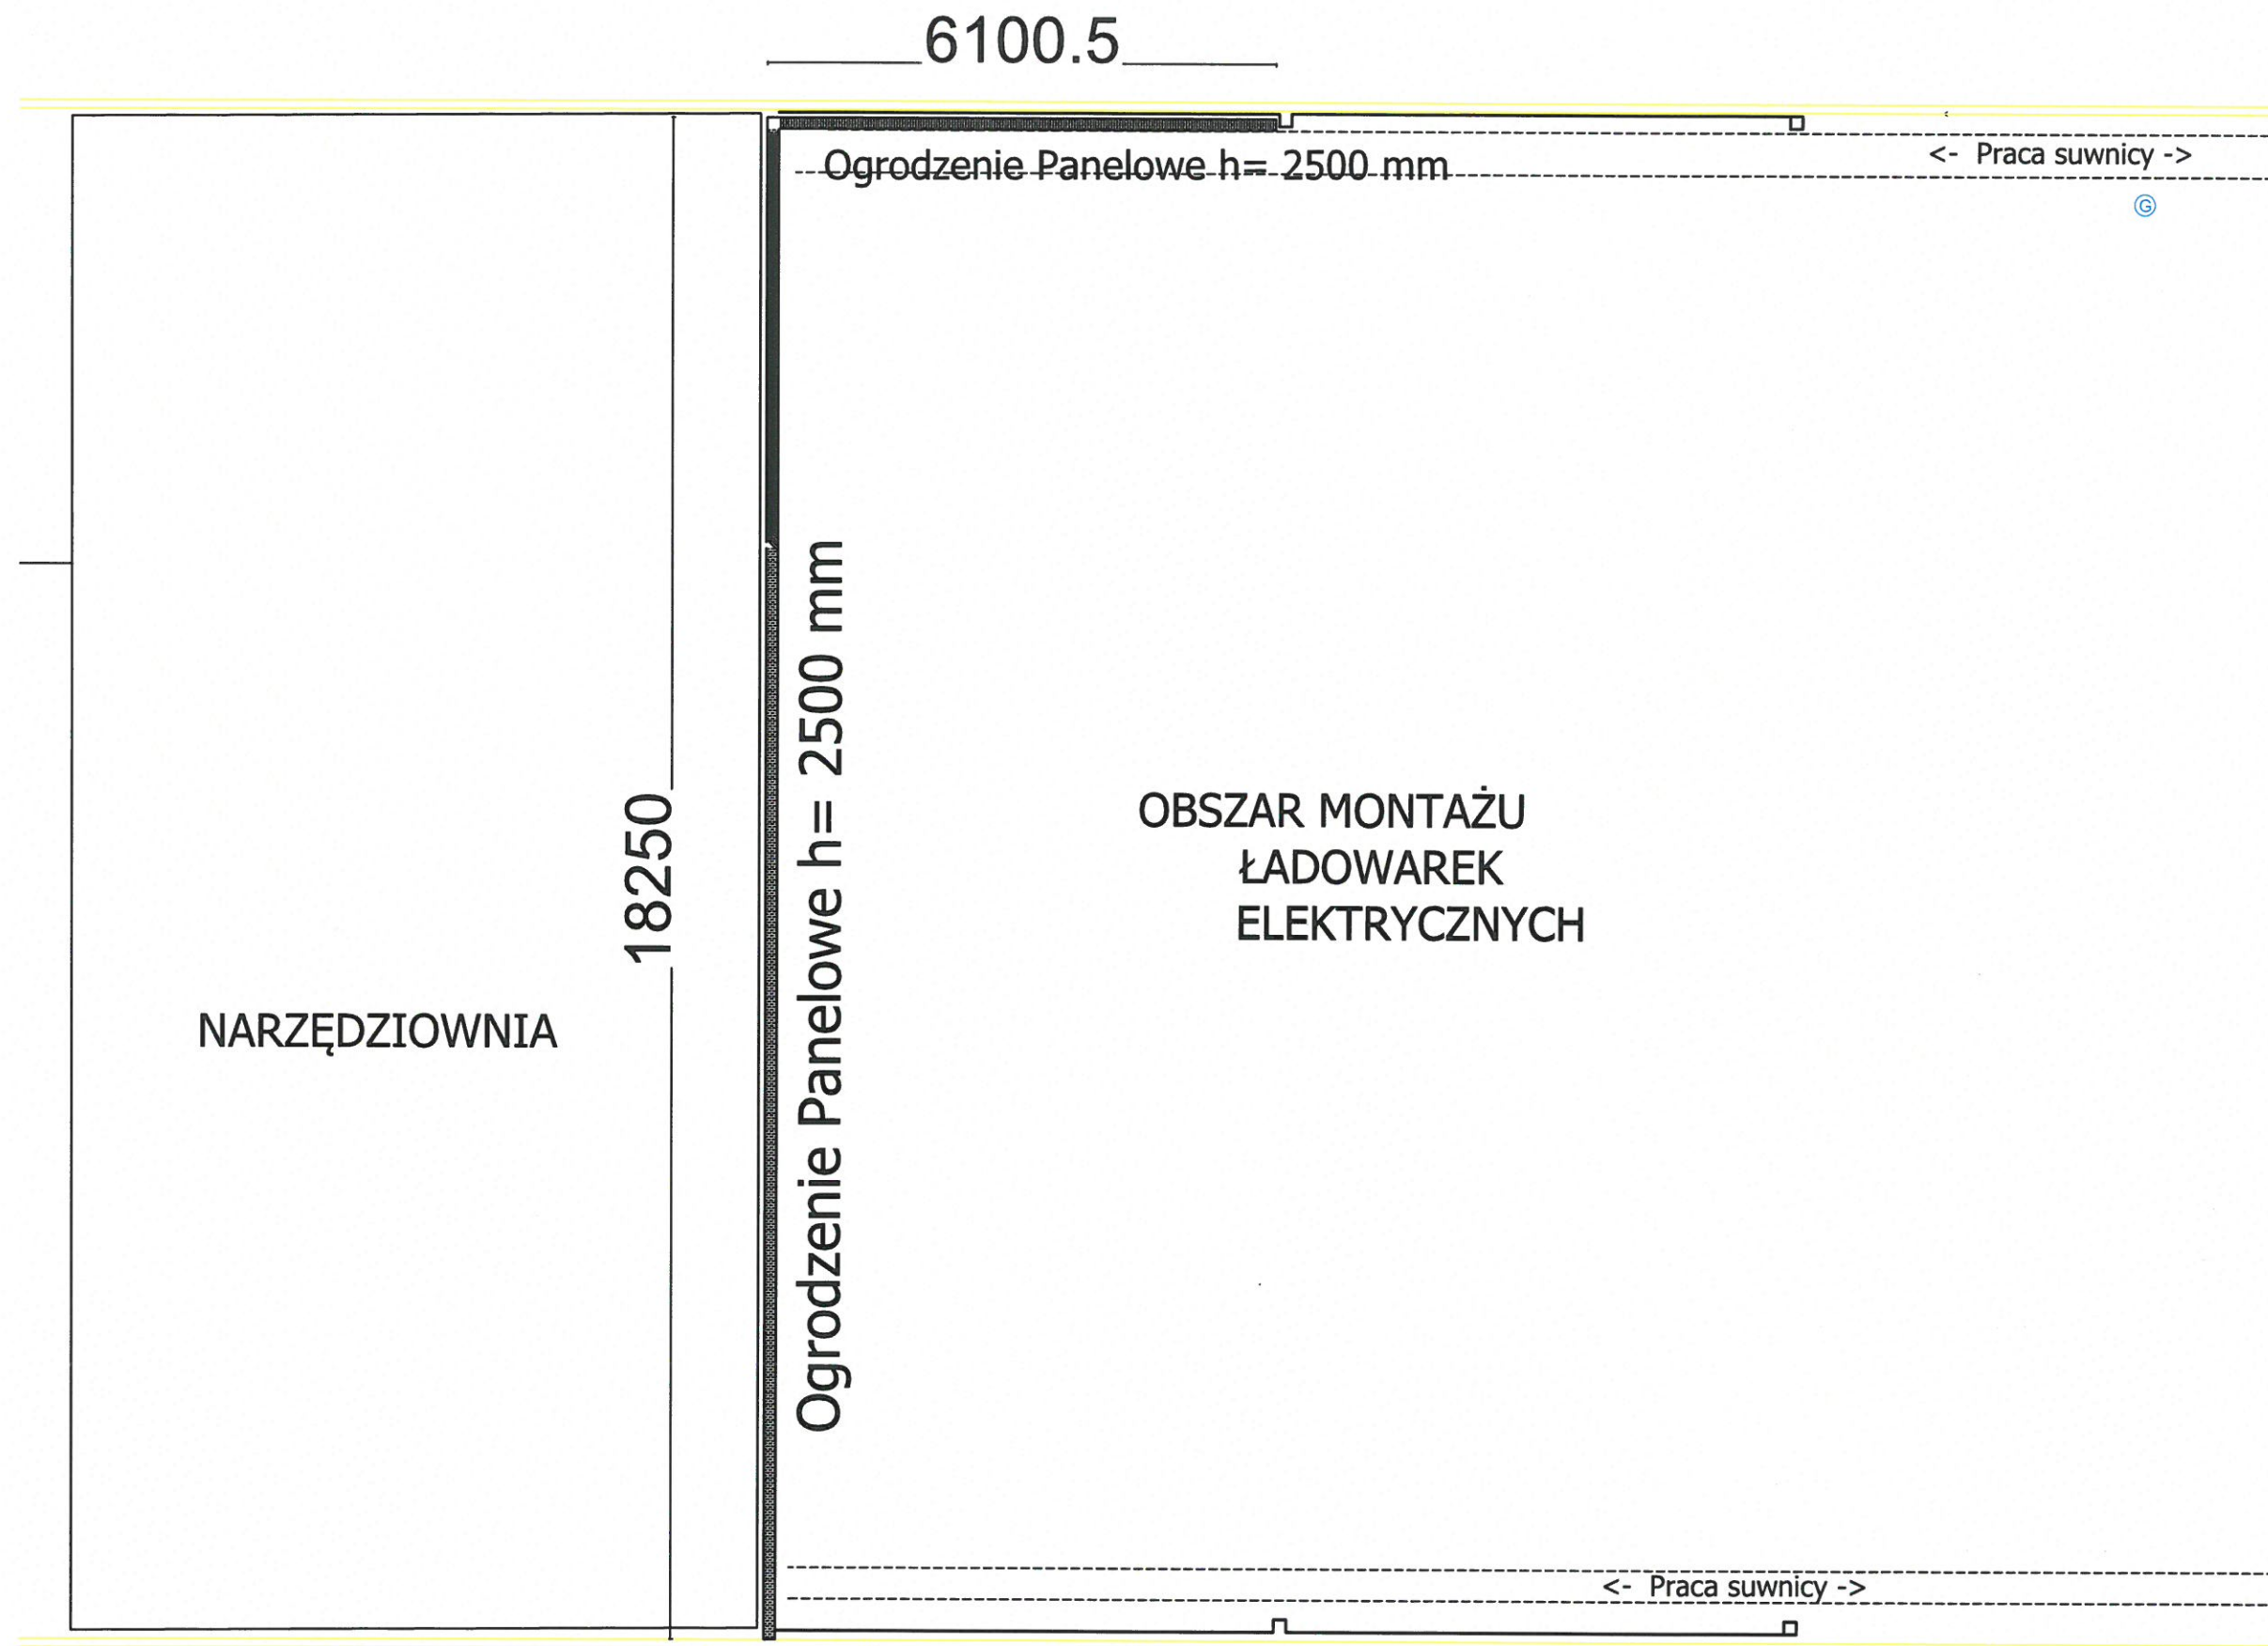 6100.5
Ogrodzenie Panelowe h= 2500 mm
<- Praca suwnicy ->
G
Ogrodzenie Panelowe h= 2500 mm
18250
OBSZAR MONTAŻU
ŁADOWAREK
ELEKTRYCZNYCH
NARZĘDZIOWNIA
<- Praca suwnicy ->